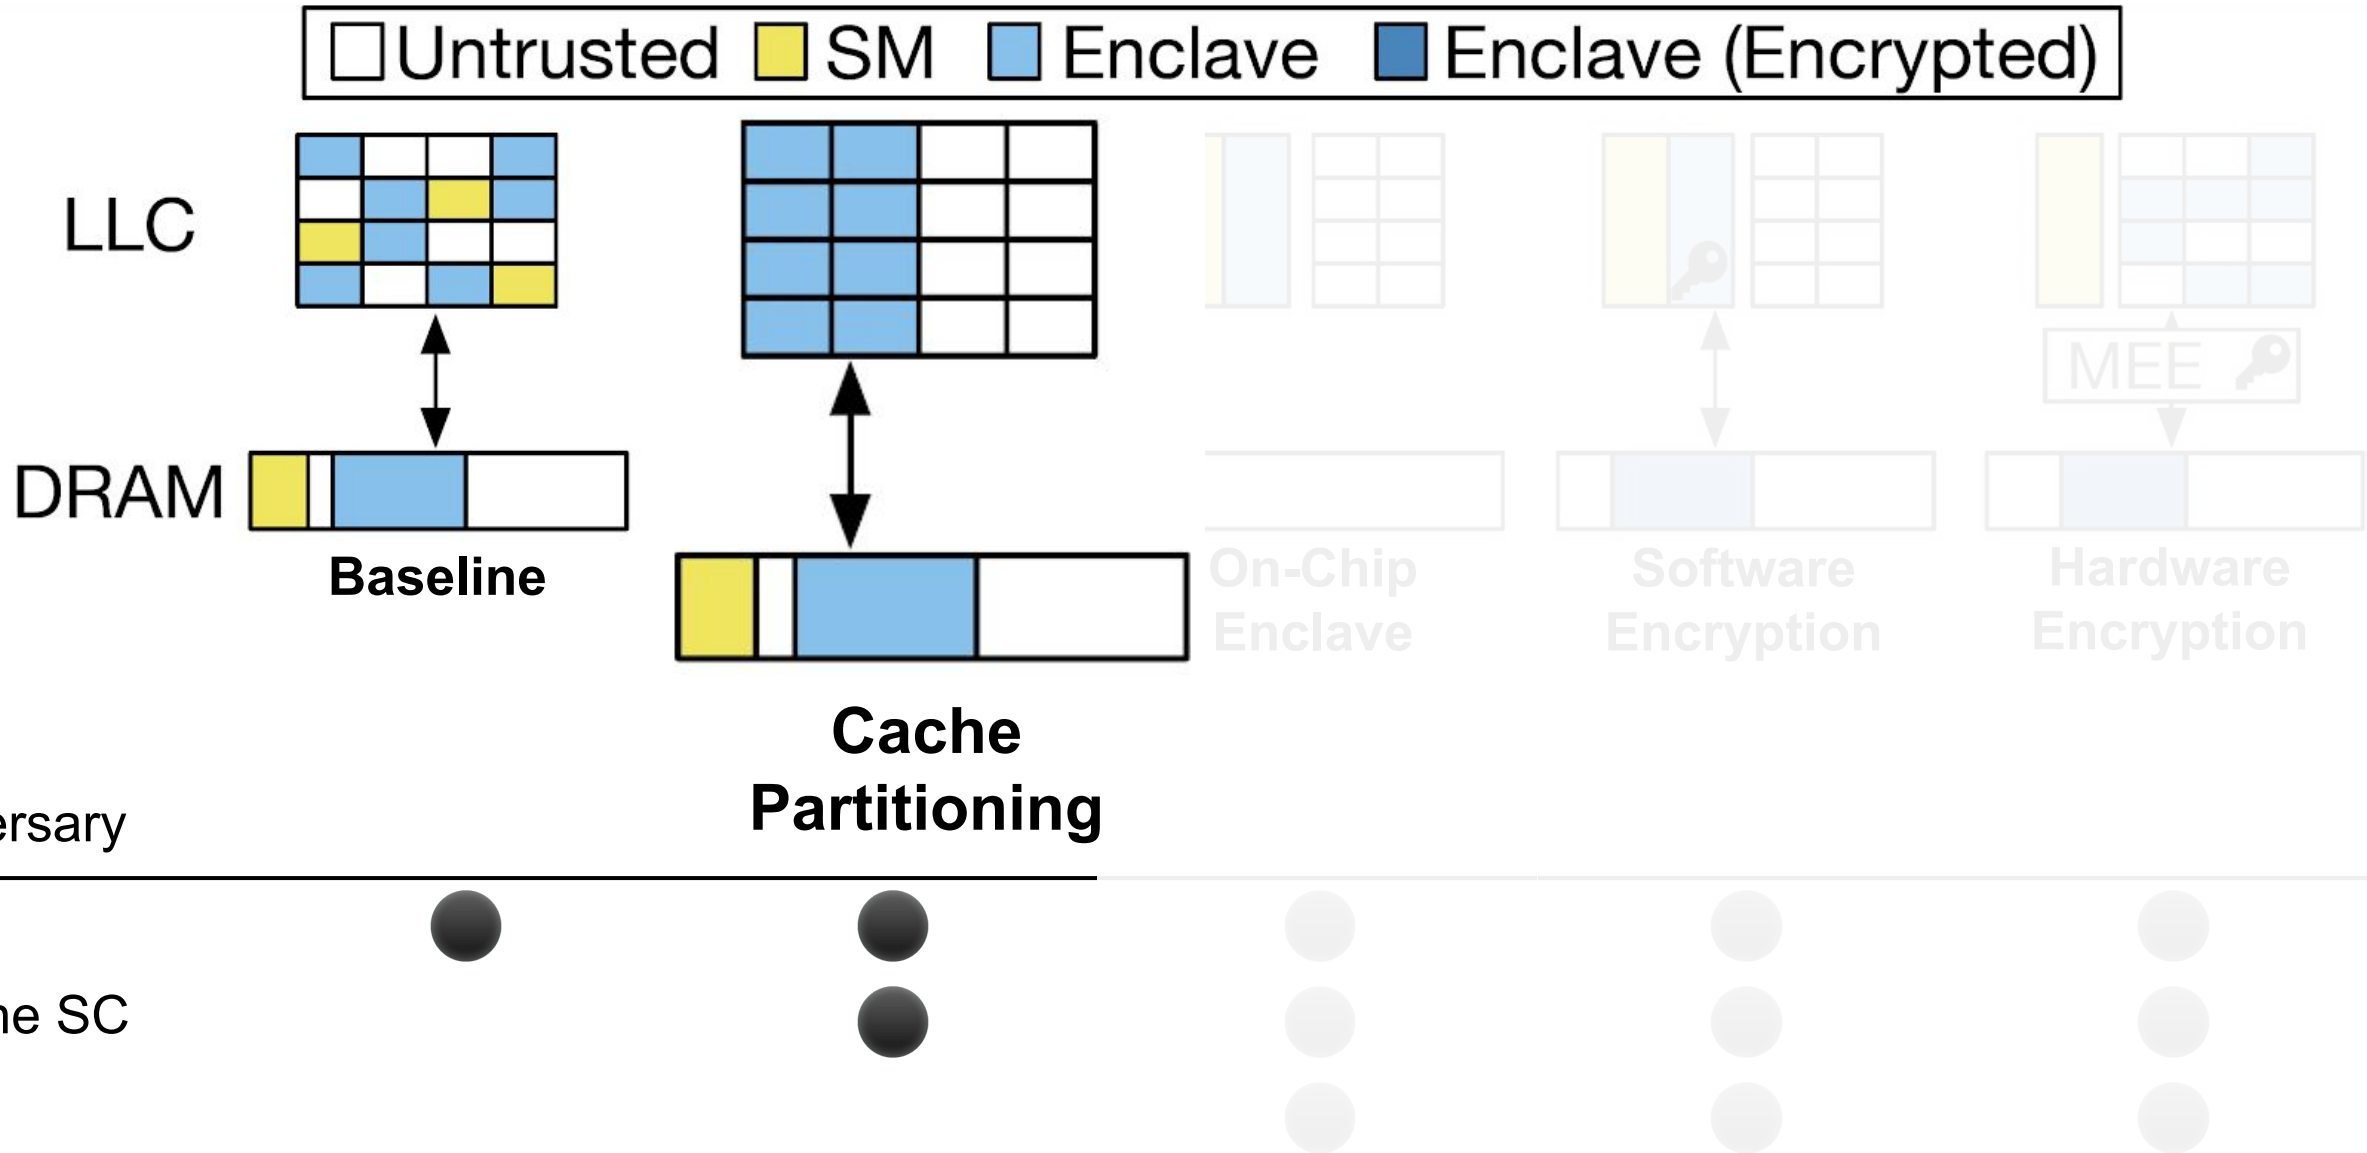 Untrusted SM Enclave Enclave (Encrypted)
LLC
MEE
DRAM
Baseline
On-Chip
Enclave
Software
Encryption
Hardware
Encryption
Cache
Partitioning
ersary
ne SC